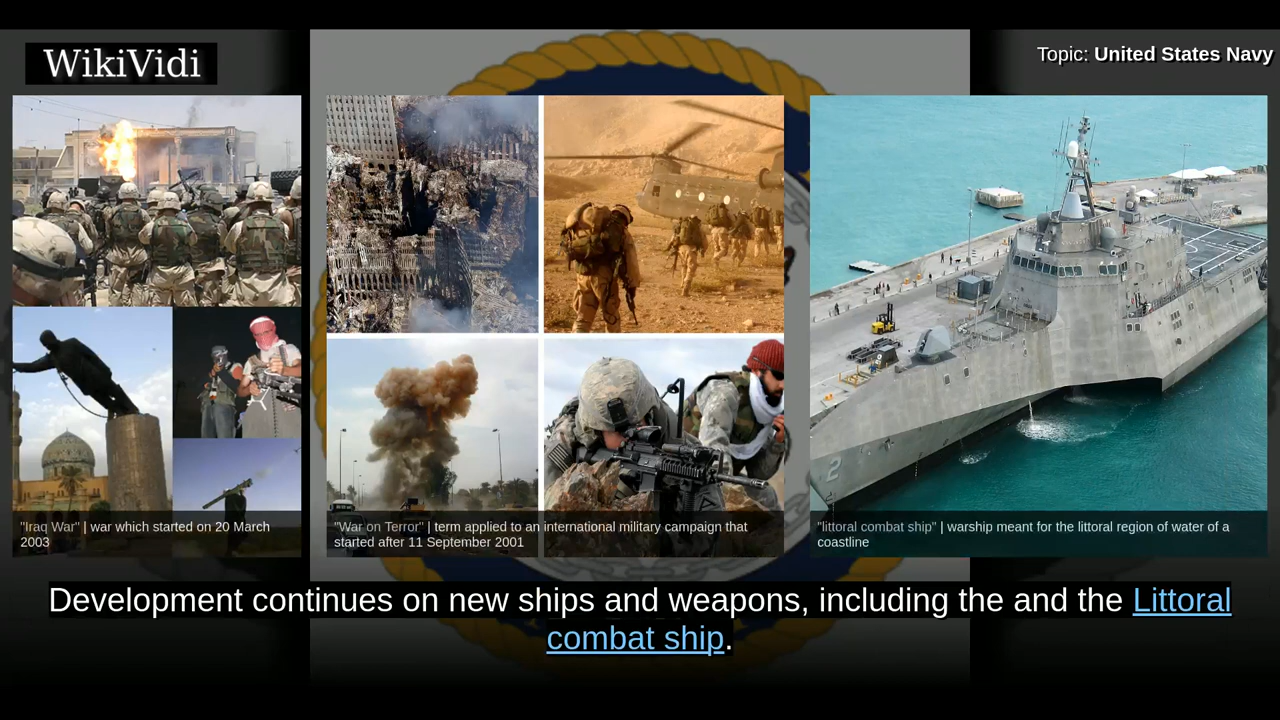 WikiVidi
Topic: United States Navy
"Iraq War" | war which started on 20 March
2003
"War on Terror" | term applied to an international military campaign that
started after 11 September 2001
2
"littoral combat ship" | warship meant for the littoral region of water of a
coastline
Development continues on new ships and weapons, including the and the Littoral
combat ship.